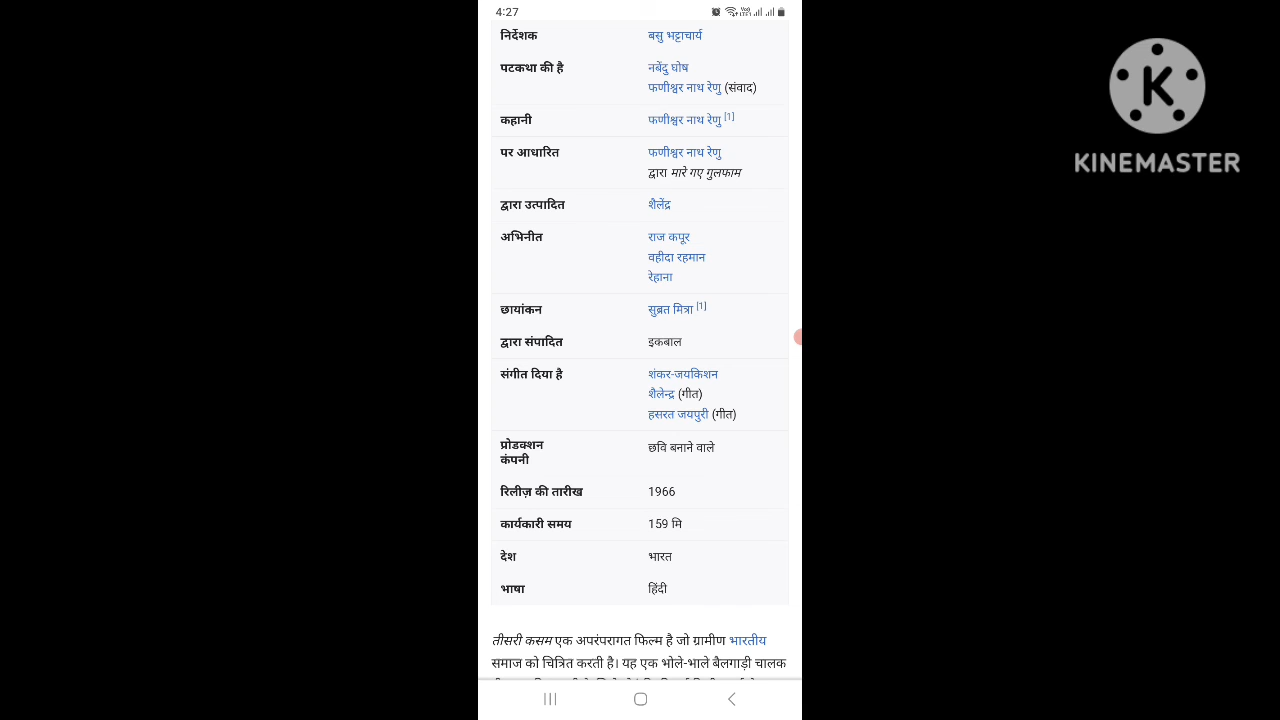 4:27
निर्देशक बसु भट्टाचार्य
पटकथा की है नबेंदु घोष
फणीश्वर नाथ रेणु (संवाद)
कहानी फणीश्वर नाथ रेणु [1]
पर आधारित फणीश्वर नाथ रेणु
द्वारा मारे गए गुलफाम
द्वारा उत्पादित शैलेंद्र
अभिनीत राज कपूर
वहीदा रहमान
रेहाना
छायांकन सुब्रत मित्रा [1]
द्वारा संपादित इकबाल
संगीत दिया है शंकर-जयकिशन
शैलेन्द्र (गीत)
हसरत जयपुरी (गीत)
प्रोडक्शन
कंपनी छवि बनाने वाले
रिलीज़ की तारीख 1966
कार्यकारी समय 159 मि
देश भारत
भाषा हिंदी
तीसरी कसम एक अपरंपरागत फिल्म है जो ग्रामीण भारतीय
समाज को चित्रित करती है। यह एक भोले-भाले बैलगाड़ी चालक
K
KINEMASTER